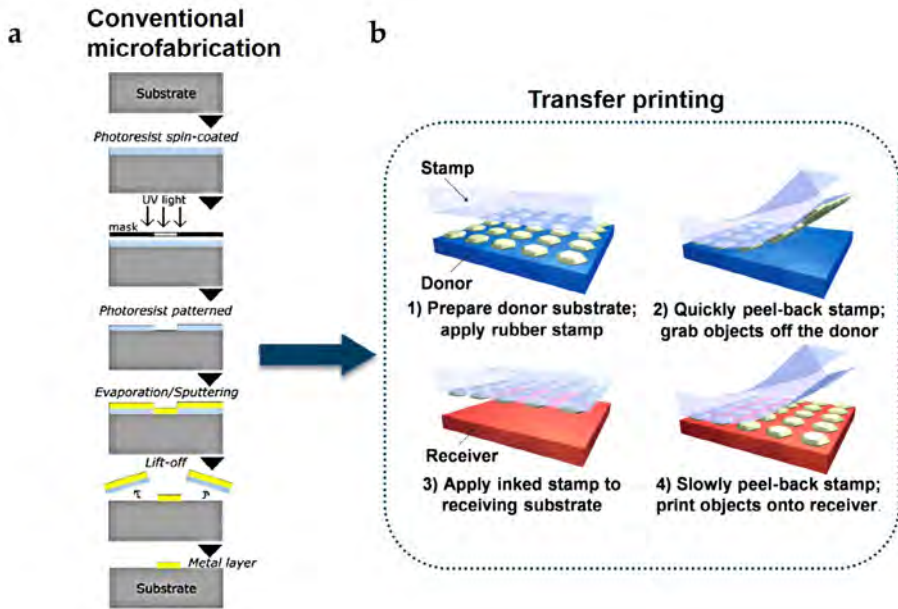 a
Conventional
microfabrication
Substrate
Photoresist spin-coated
UV light
mask
Photoresist patterned
Evaporation/Sputtering
Lift-off
Metal layer
Substrate
b
Transfer printing
Stamp
Donor
1) Prepare donor substrate;
apply rubber stamp
2) Quickly peel-back stamp;
grab objects off the donor
Receiver
3) Apply inked stamp to
receiving substrate
4) Slowly peel-back stamp;
print objects onto receiver.